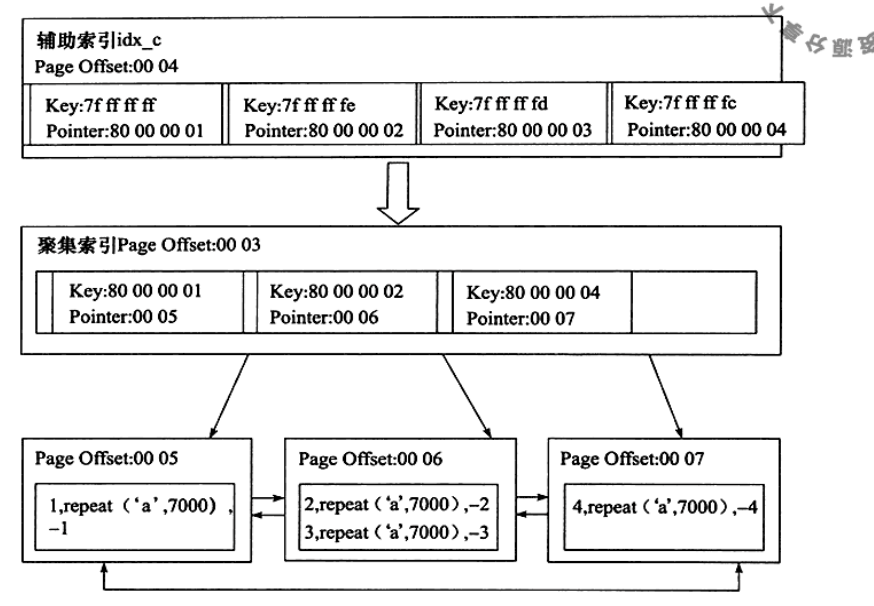 辅助索引idx_c
Page Offset:00 04
Key:7f ff ff ff
Pointer:80 00 00 01
Key:7f ff ff fe
Pointer:80 00 00 02
Key:7f ff ff fd
Pointer:80 00 00 03
Key:7f ff ff fc
Pointer:80 00 00 04
聚集索引Page Offset:00 03
Key:80 00 00 01
Pointer:00 05
Key:80 00 00 02
Pointer:00 06
Key:80 00 00 04
Pointer:00 07
Page Offset:00 05
1,repeat（‘a’,7000）,
-1
Page Offset:00 06
2,repeat（‘a’,7000）,-2
3,repeat（‘a’,7000）,-3
Page Offset:00 07
4,repeat（‘a’,7000）,-4